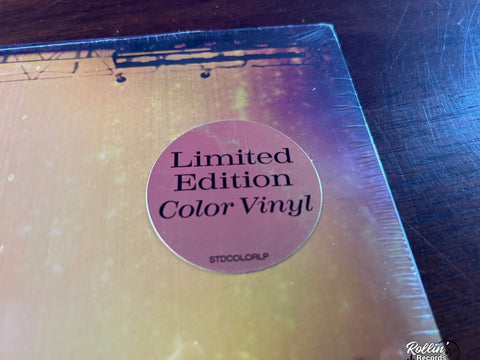 Limited
Edition
Color Vinyl
STDCOLORLP
Rollin'
Records